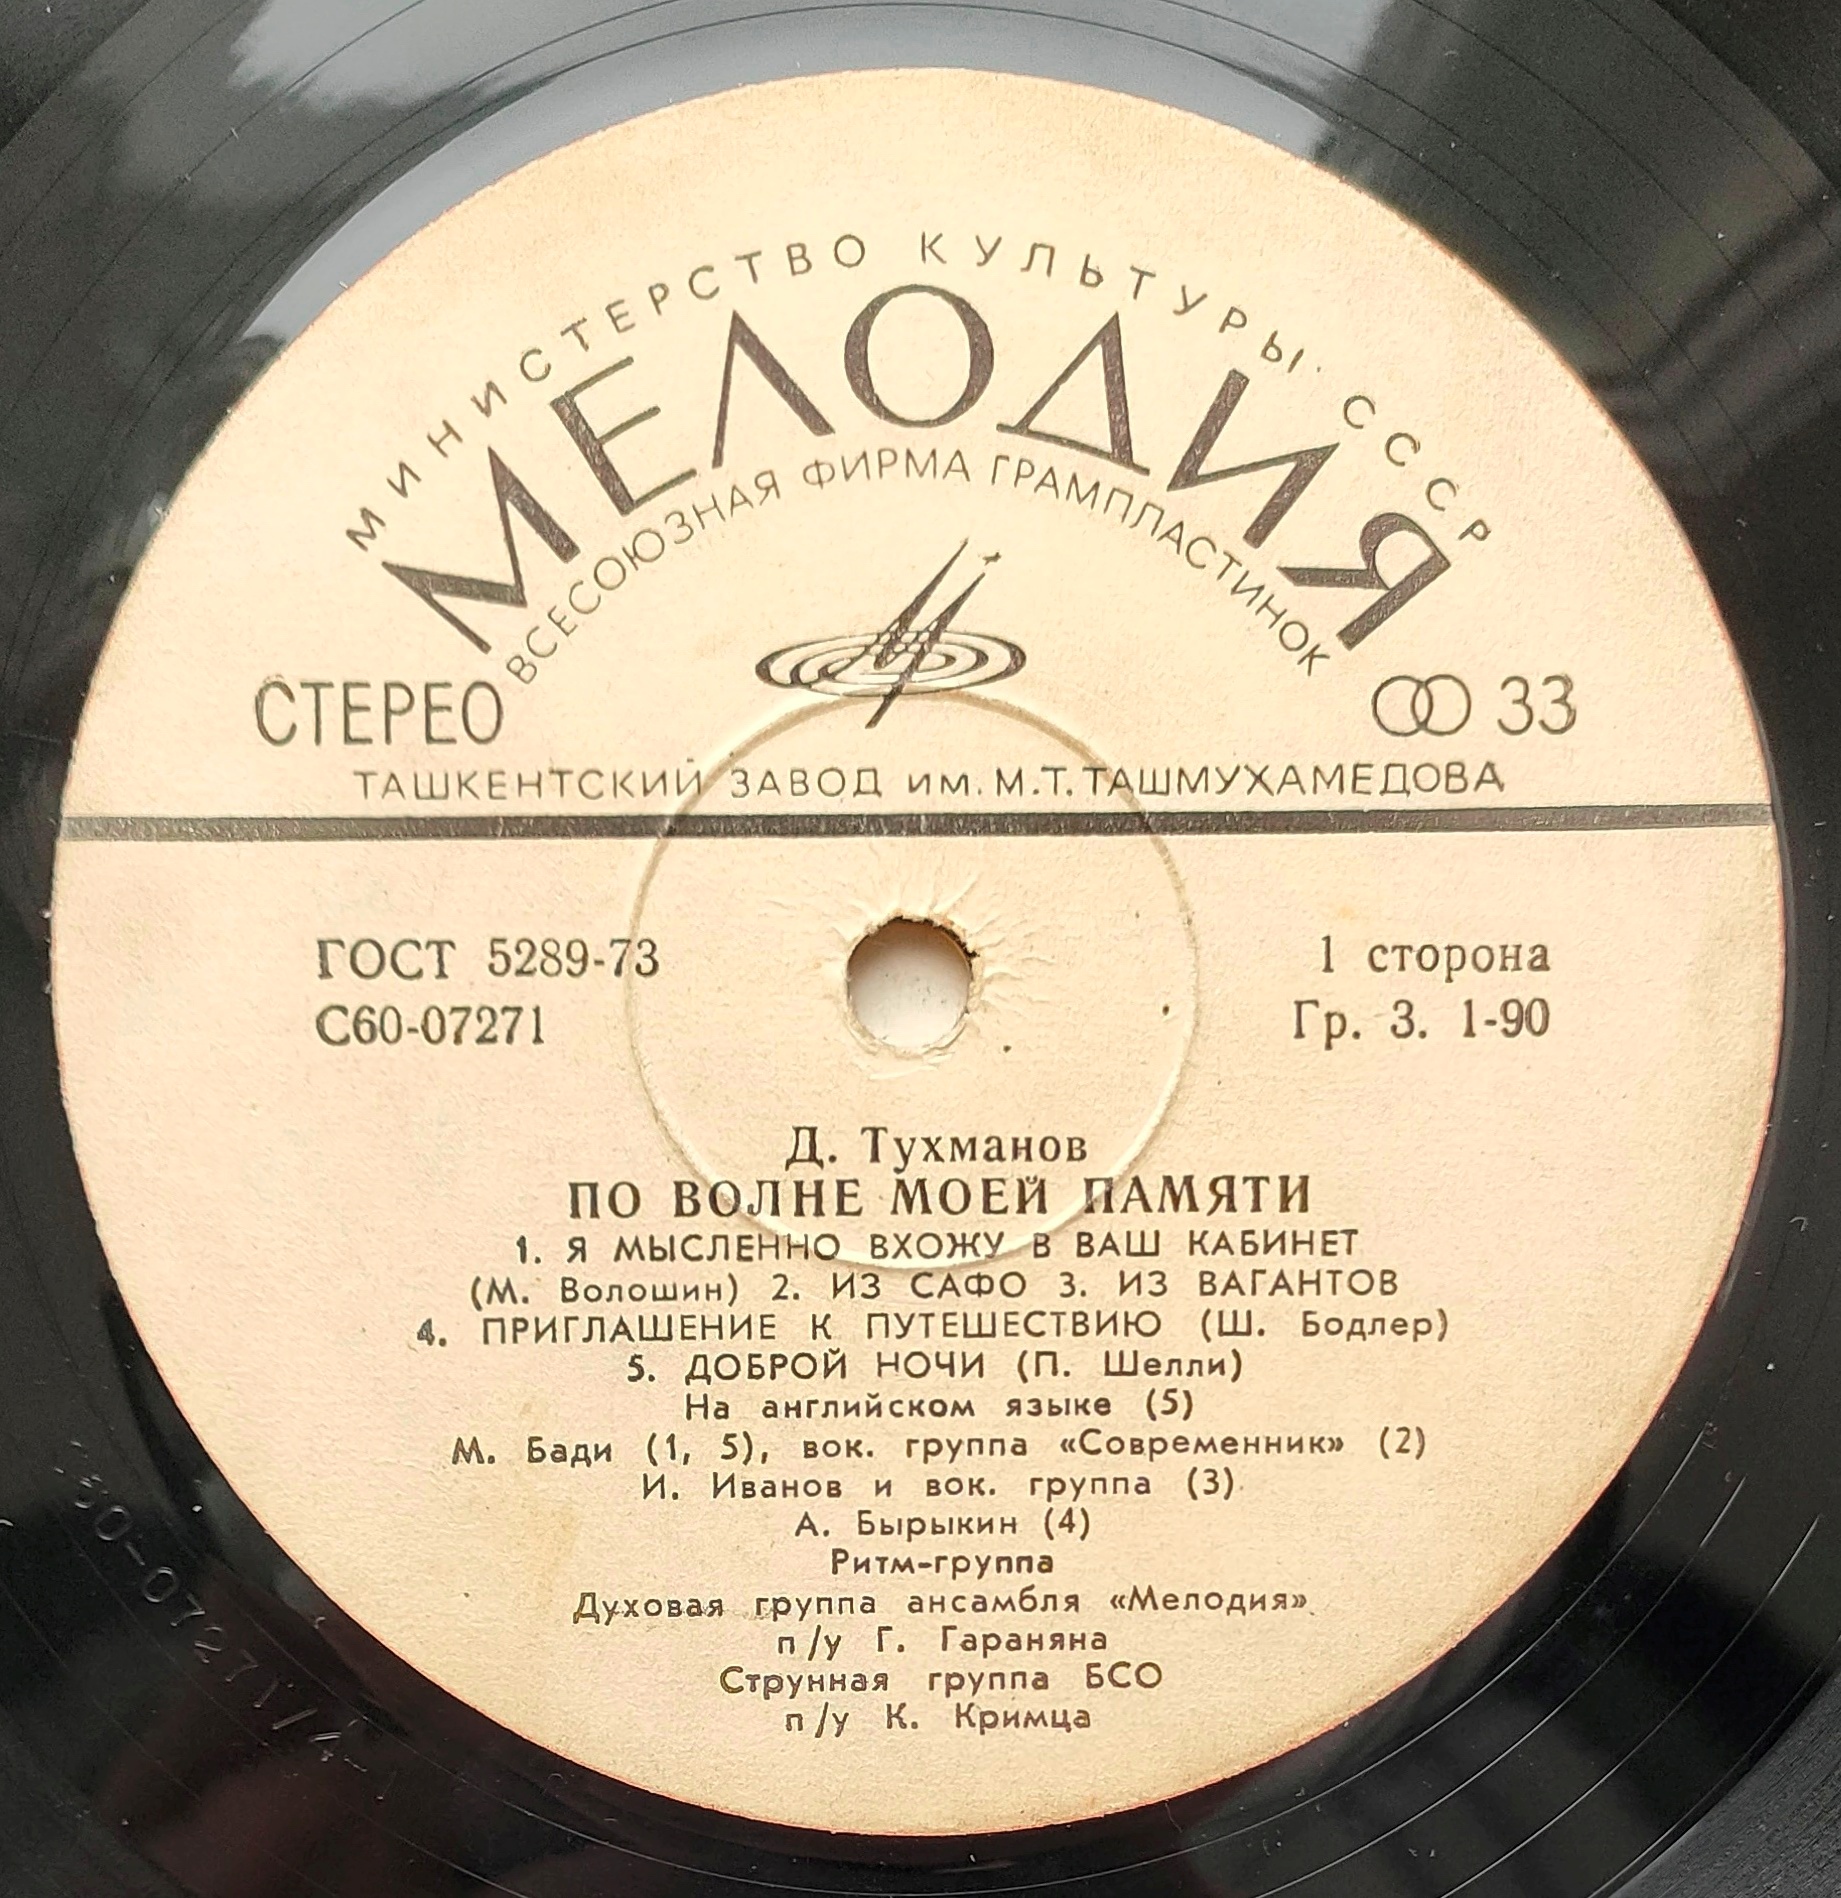 МИНИСТЕРСТВО КУЛЬТУРЫ СССР
МЕЛОДИЯ
ВСЕСОЮЗНАЯ ФИРМА ГРАМПЛАСТИНОК
СТЕРЕО
33
ТАШКЕНТСКИЙ ЗАВОД им. М.Т. ТАШМУХАМЕДОВА
ГОСТ 5289-73
1 сторона
С60-07271
Гр. 3. 1-90
Д. Тухманов
ПО ВОЛНЕ МОЕЙ ПАМЯТИ
1. Я МЫСЛЕННО ВХОЖУ В ВАШ КАБИНЕТ
(М. Волошин) 2. ИЗ САФО 3. ИЗ ВАГАНТОВ
4. ПРИГЛАШЕНИЕ К ПУТЕШЕСТВИЮ (Ш. Бодлер)
5. ДОБРОЙ НОЧИ (П. Шелли)
На английском языке (5)
М. Бади (1, 5), вок. группа «Современник» (2)
И. Иванов и вок. группа (3)
А. Бырыкин (4)
Ритм-группа
Духовая группа ансамбля «Мелодия»
п/у Г. Гараняна
Струнная группа БСО
п/у К. Кримца